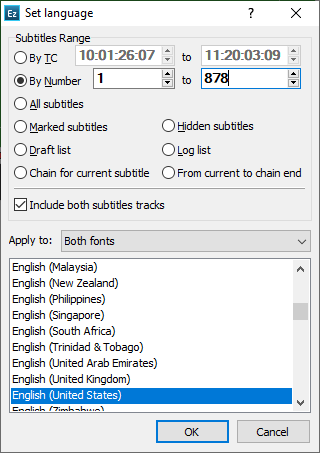 Ez Set language
Subtitles Range
By TC 10:01:26:07 to 11:20:03:09
By Number 1 to 878
All subtitles
Marked subtitles Hidden subtitles
Draft list Log list
Chain for current subtitle From current to chain end
Include both subtitles tracks
Apply to: Both fonts
English (Malaysia)
English (New Zealand)
English (Philippines)
English (Singapore)
English (South Africa)
English (Trinidad & Tobago)
English (United Arab Emirates)
English (United Kingdom)
English (United States)
English (Zimbabwe)
OK Cancel